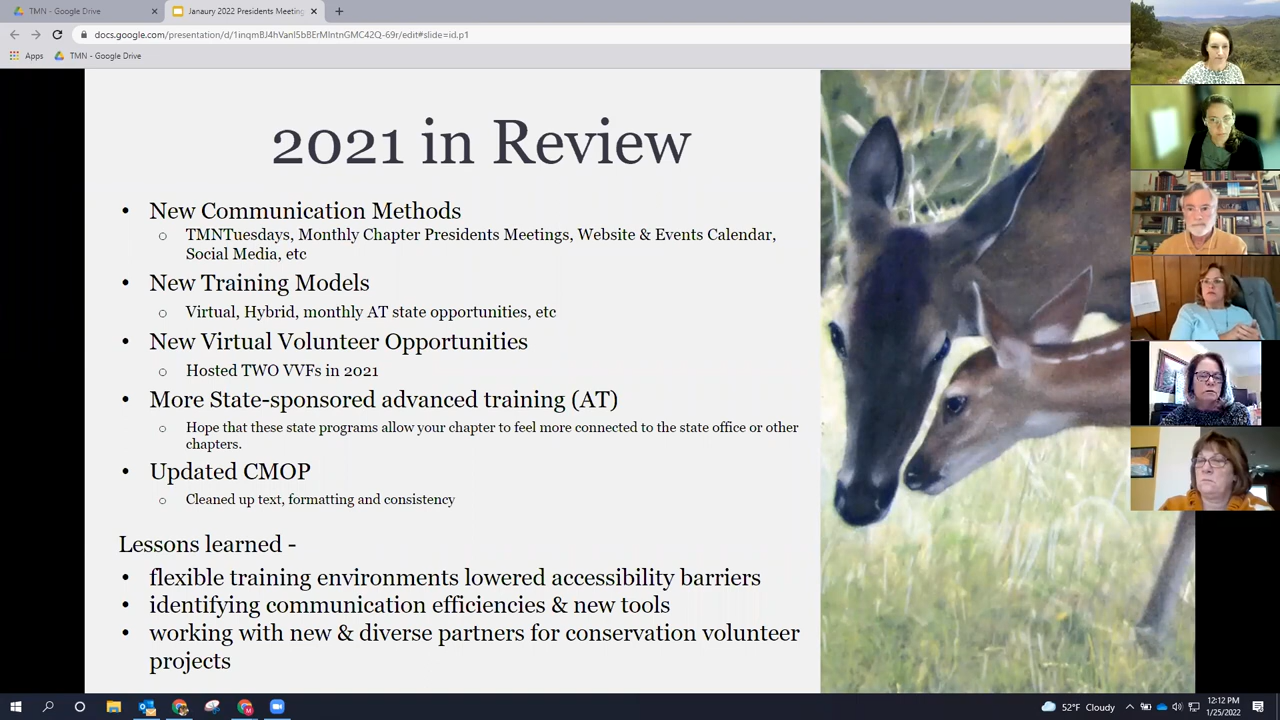 TMN - Google Drive
Janaury 2022 Presidents Meeting
docs.google.com/presentation/d/1inqmBJ4hVanI5bBErMIntnGMC42Q-69r/edit#slide=id.p1
Apps
TMN - Google Drive
2021 in Review
• New Communication Methods
○ TMNTuesdays, Monthly Chapter Presidents Meetings, Website & Events Calendar,
Social Media, etc
• New Training Models
○ Virtual, Hybrid, monthly AT state opportunities, etc
• New Virtual Volunteer Opportunities
○ Hosted TWO VVFs in 2021
• More State-sponsored advanced training (AT)
○ Hope that these state programs allow your chapter to feel more connected to the state office or other
chapters.
• Updated CMOP
○ Cleaned up text, formatting and consistency
Lessons learned -
• flexible training environments lowered accessibility barriers
• identifying communication efficiencies & new tools
• working with new & diverse partners for conservation volunteer
projects
52°F Cloudy
12:12 PM
1/25/2022